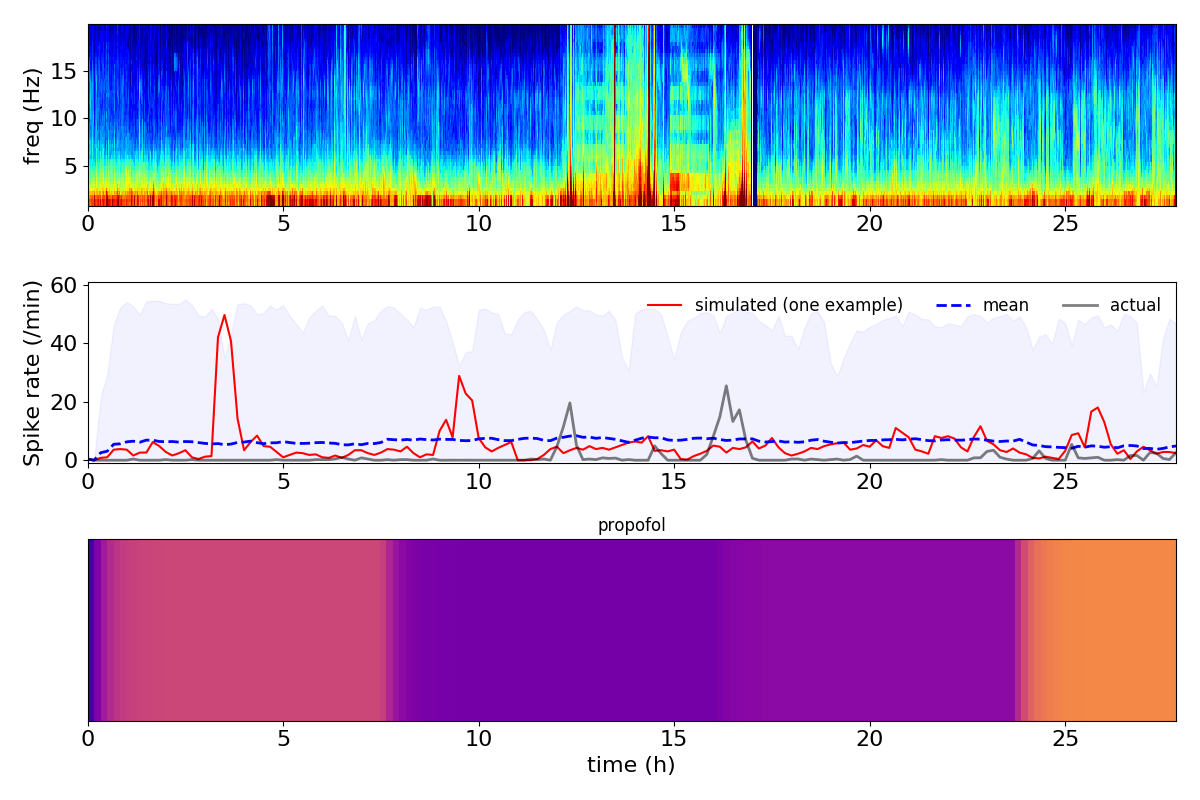 freq (Hz)
15
10
5
0 5 10 15 20 25
Spike rate (/min)
60
40
20
0
simulated (one example) mean actual
0 5 10 15 20 25
propofol
0 5 10 15 20 25
time (h)